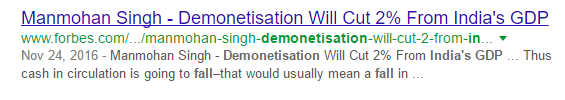 Manmohan Singh - Demonetisation Will Cut 2% From India's GDP
www.forbes.com/.../manmohan-singh-demonetisation-will-cut-2-from-in...
Nov 24, 2016 - Manmohan Singh - Demonetisation Will Cut 2% From India's GDP ... Thus
cash in circulation is going to fall–that would usually mean a fall in ...